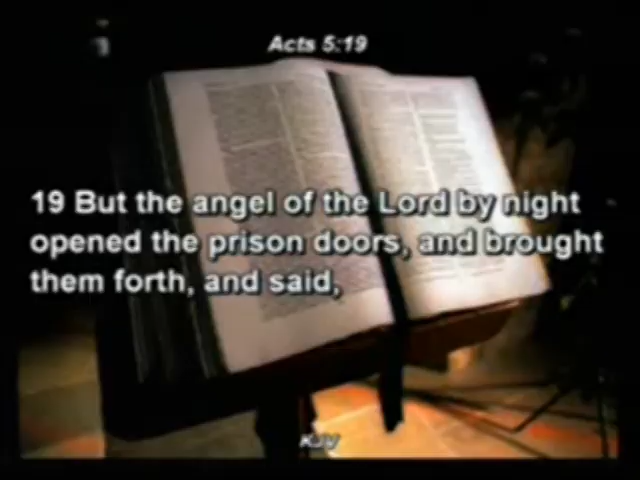 Acts 5:19
19 But the angel of the Lord by night
opened the prison doors, and brought
them forth, and said,
KJV